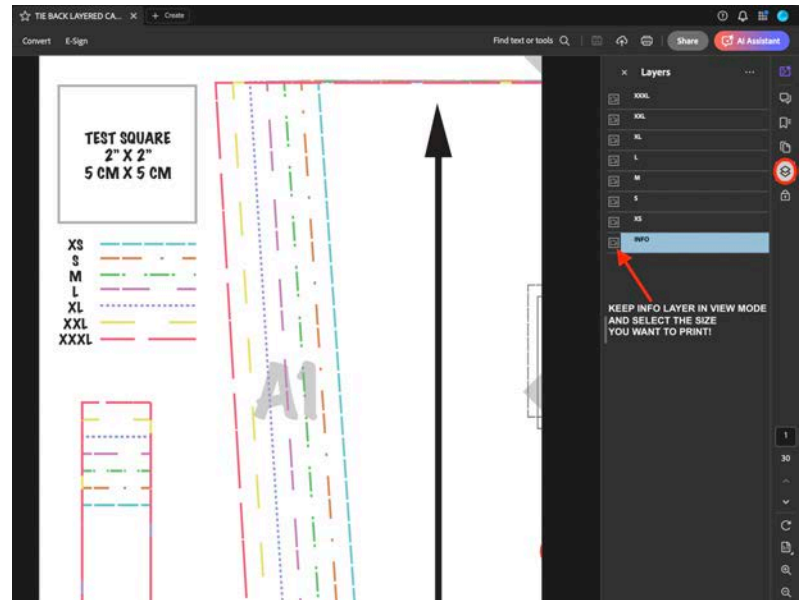 TIE BACK LAYERED CA...
+ Create
Convert
E-Sign
Find text or tools
Share
AI Assistant
TEST SQUARE
2" X 2"
5 CM X 5 CM
XS
S
M
L
XL
XXL
XXXL
A1
Layers
XXXL
XXL
XL
L
M
S
XS
INFO
KEEP INFO LAYER IN VIEW MODE
AND SELECT THE SIZE
YOU WANT TO PRINT!
1
30